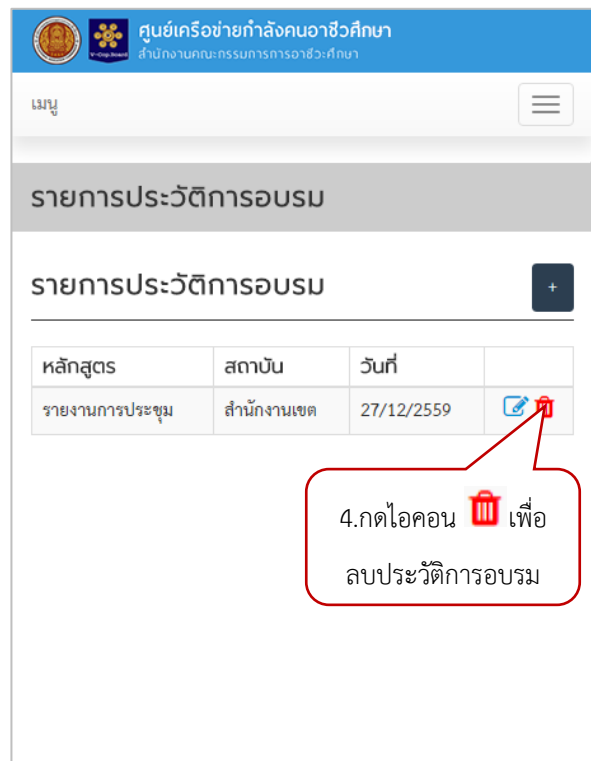 ศูนย์เครือข่ายกำลังคนอาชีวศึกษา
สำนักงานคณะกรรมการการอาชีวะศึกษา
V-Cop.Board
เมนู
รายการประวัติการอบรม
รายการประวัติการอบรม
+
หลักสูตร สถาบัน วันที่
รายงานการประชุม สำนักงานเขต 27/12/2559
4.กดไอคอน เพื่อ
ลบประวัติการอบรม